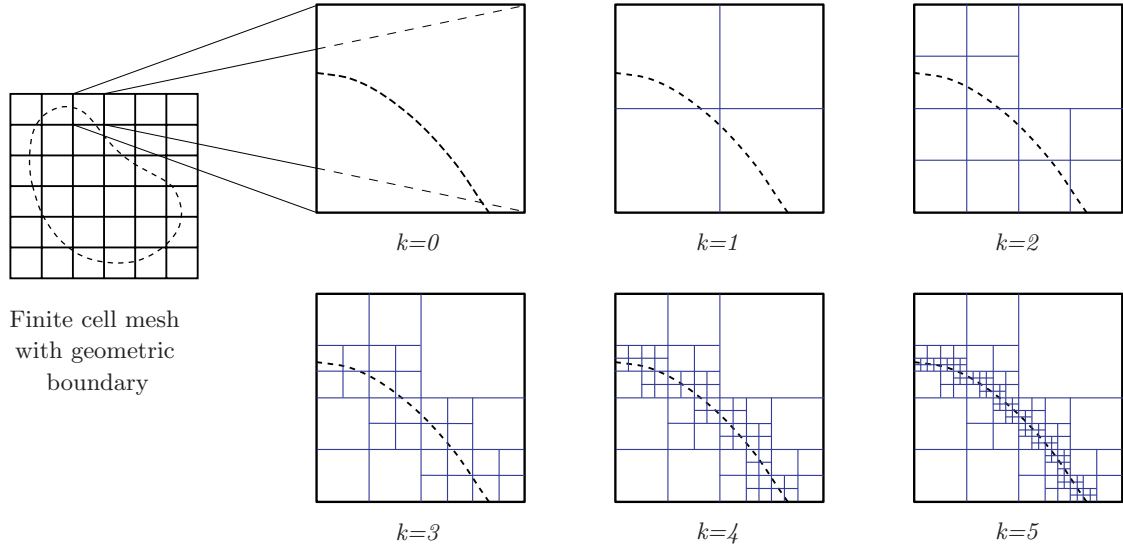 k=0
k=1
k=2
Finite cell mesh
with geometric
boundary
k=3
k=4
k=5